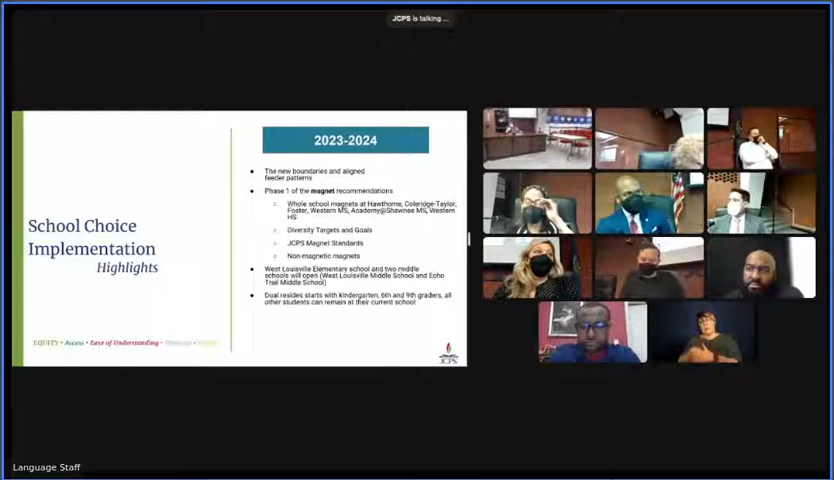 JCPS is talking ...
School Choice
Implementation
Highlights
EQUITY • Access • Ease of Understanding •
2023-2024
The new boundaries and aligned
feeder patterns
Phase 1 of the magnet recommendations
Whole school magnets at Hawthorne, Coleridge-Taylor,
Foster, Western MS, Academy@Shawnee MS, Western
HS
Diversity Targets and Goals
JCPS Magnet Standards
Non-magnetic magnets
West Louisville Elementary school and two middle
schools will open (West Louisville Middle School and Echo
Trail Middle School)
Dual resides starts with kindergarten, 6th and 9th graders, all
other students can remain at their current school
JCPS
Language Staff